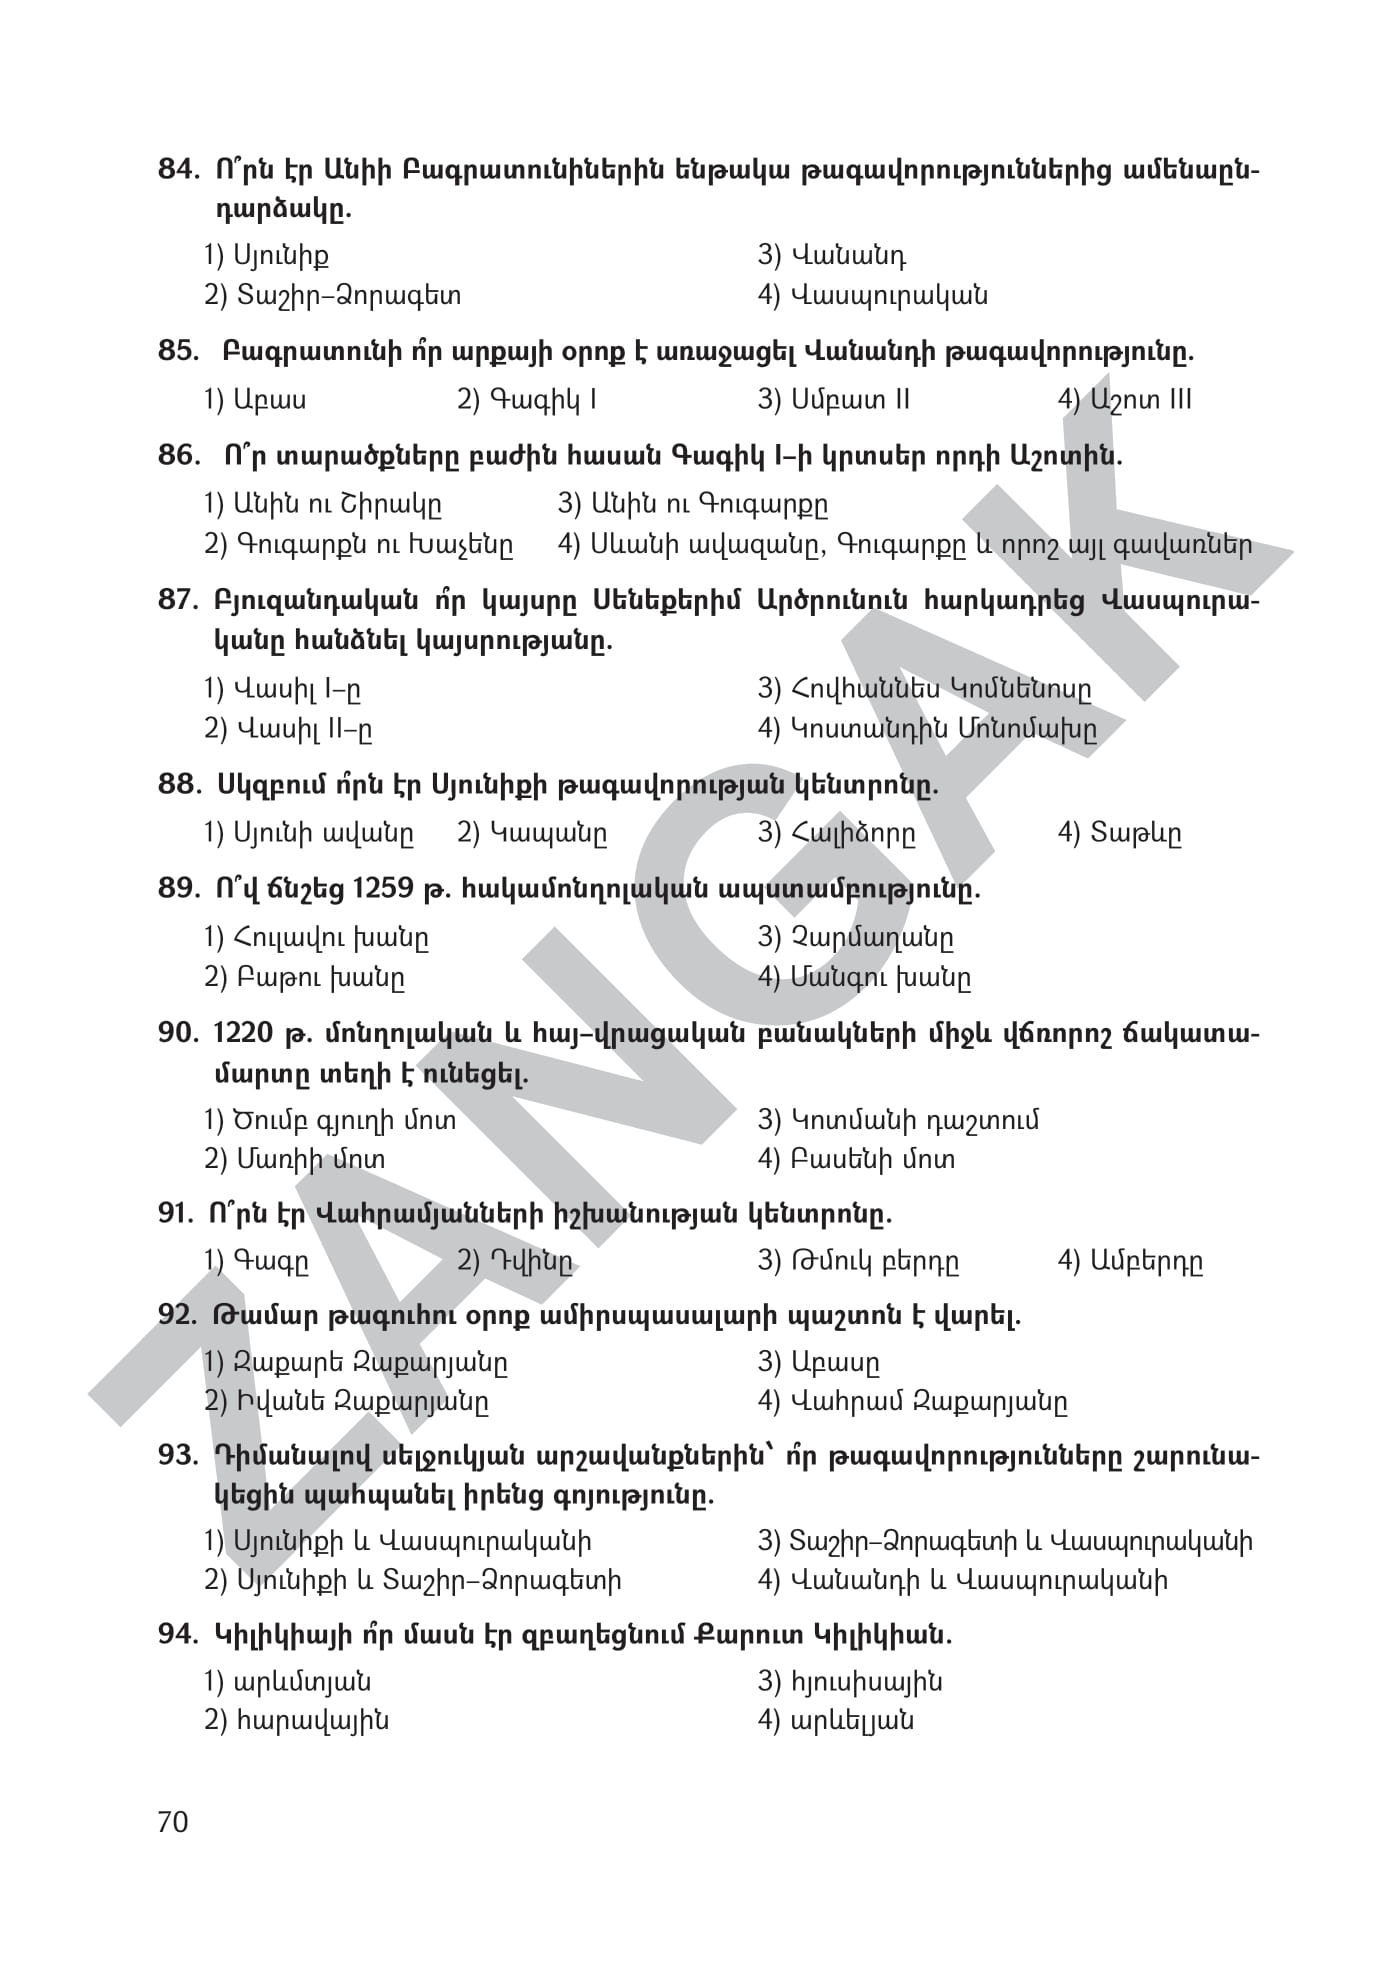 84. Ո՞րն էր Անիի Բագրատունիներին ենթակա թագավորություններից ամենաըն-
դարձակը.
1) Սյունիք 3) Վանանդ
2) Տաշիր–Ձորագետ 4) Վասպուրական
85. Բագրատունի ո՞ր արքայի օրոք է առաջացել Վանանդի թագավորությունը.
1) Աբաս 2) Գագիկ I 3) Սմբատ II 4) Աշոտ III
86. Ո՞ր տարածքները բաժին հասան Գագիկ I–ի կրտսեր որդի Աշոտին.
1) Անին ու Շիրակը 3) Անին ու Գուգարքը
2) Գուգարքն ու Խաչենը 4) Սևանի ավազանը, Գուգարքը և որոշ այլ գավառներ
87. Բյուզանդական ո՞ր կայսրը Սենեքերիմ Արծրունուն հարկադրեց Վասպուրա-
կանը հանձնել կայսրությանը.
1) Վասիլ I–ը 3) Հովհաննես Կոմնենոսը
2) Վասիլ II–ը 4) Կոստանդին Մոնոմախը
88. Սկզբում ո՞րն էր Սյունիքի թագավորության կենտրոնը.
1) Սյունի ավանը 2) Կապանը 3) Հալիձորը 4) Տաթևը
89. Ո՞վ ճնշեց 1259 թ. հակամոնղոլական ապստամբությունը.
1) Հուլավու խանը 3) Չարմաղանը
2) Բաթու խանը 4) Մանգու խանը
90. 1220 թ. մոնղոլական և հայ–վրացական բանակների միջև վճռորոշ ճակատա-
մարտը տեղի է ունեցել.
1) Ծումբ գյուղի մոտ 3) Կոտմանի դաշտում
2) Մառիի մոտ 4) Բասենի մոտ
91. Ո՞րն էր Վահրամյանների իշխանության կենտրոնը.
1) Գագը 2) Դվինը 3) Թմուկ բերդը 4) Ամբերդը
92. Թամար թագուհու օրոք ամիրսպասալարի պաշտոն է վարել.
1) Զաքարե Զաքարյանը 3) Աբասը
2) Իվանե Զաքարյանը 4) Վահրամ Զաքարյանը
93. Դիմանալով սելջուկյան արշավանքներին՝ ո՞ր թագավորությունները շարունա-
կեցին պահպանել իրենց գոյությունը.
1) Սյունիքի և Վասպուրականի 3) Տաշիր–Ձորագետի և Վասպուրականի
2) Սյունիքի և Տաշիր–Ձորագետի 4) Վանանդի և Վասպուրականի
94. Կիլիկիայի ո՞ր մասն էր զբաղեցնում Քարուտ Կիլիկիան.
1) արևմտյան 3) հյուսիսային
2) հարավային 4) արևելյան
70
ZANGAK